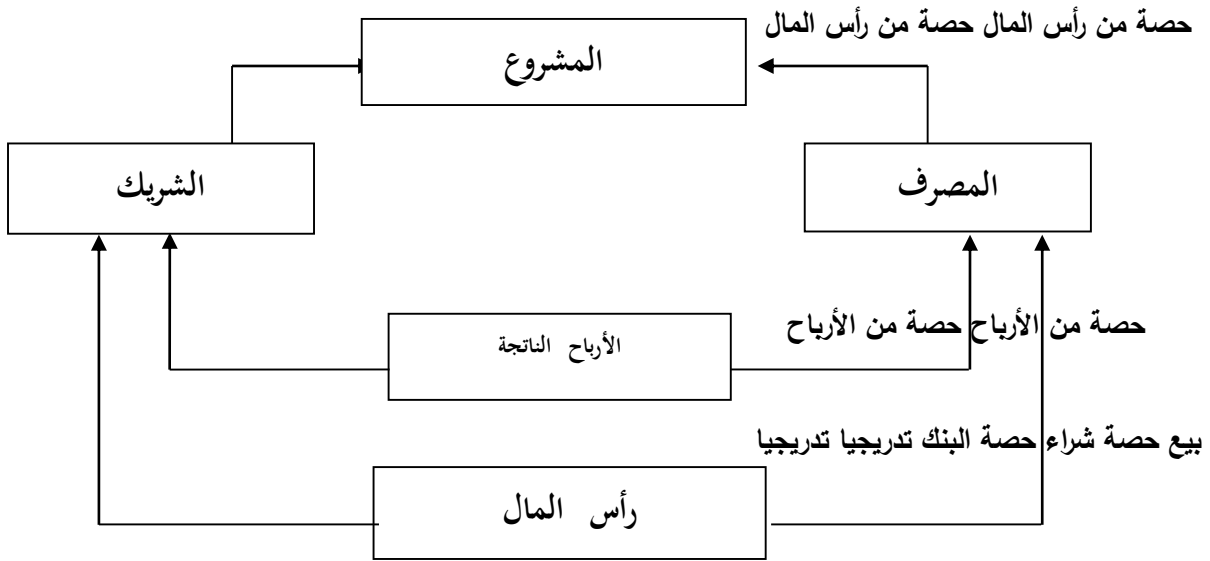 حصة من رأس المال حصة من رأس المال
المشروع
المصرف
الشريك
حصة من الأرباح حصة من الأرباح
الأرباح الناتجة
بيع حصة شراء حصة البنك تدريجيا تدريجيا
رأس المال